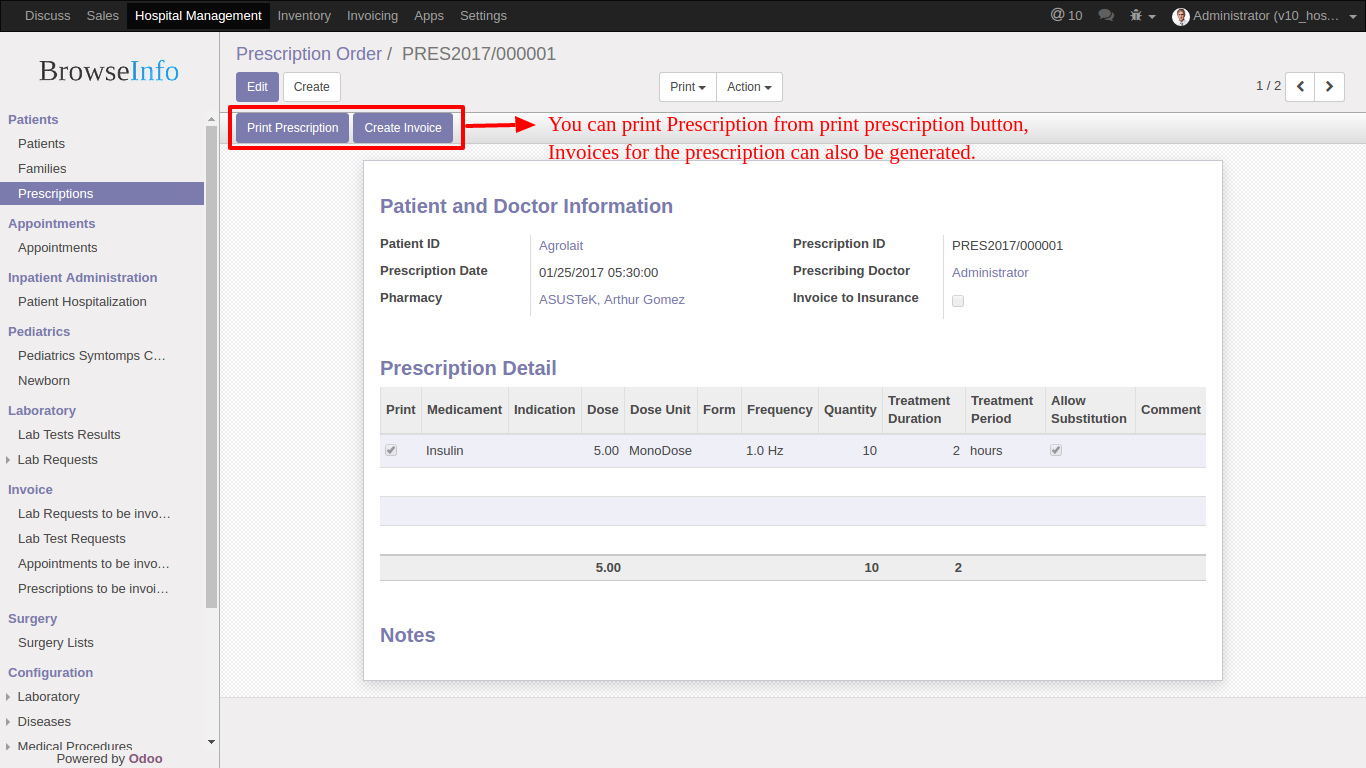 Discuss Sales Hospital Management Inventory Invoicing Apps Settings @ 10 Administrator (v10_hos...
BrowseInfo
Patients
Patients
Families
Prescriptions
Appointments
Appointments
Inpatient Administration
Patient Hospitalization
Pediatrics
Pediatrics Symtomps C...
Newborn
Laboratory
Lab Tests Results
Lab Requests
Invoice
Lab Requests to be invo...
Lab Test Requests
Appointments to be invo...
Prescriptions to be invoi...
Surgery
Surgery Lists
Configuration
Laboratory
Diseases
Medical Procedures
Powered by Odoo
Prescription Order / PRES2017/000001
Edit Create Print Action 1 / 2
Print Prescription Create Invoice
You can print Prescription from print prescription button,
Invoices for the prescription can also be generated.
Patient and Doctor Information
Patient ID Agrolait Prescription ID PRES2017/000001
Prescription Date 01/25/2017 05:30:00 Prescribing Doctor Administrator
Pharmacy ASUSTeK, Arthur Gomez Invoice to Insurance
Prescription Detail
Print Medicament Indication Dose Dose Unit Form Frequency Quantity Treatment Duration Treatment Period Allow Substitution Comment
Insulin 5.00 MonoDose 1.0 Hz 10 2 hours
5.00 10 2
Notes